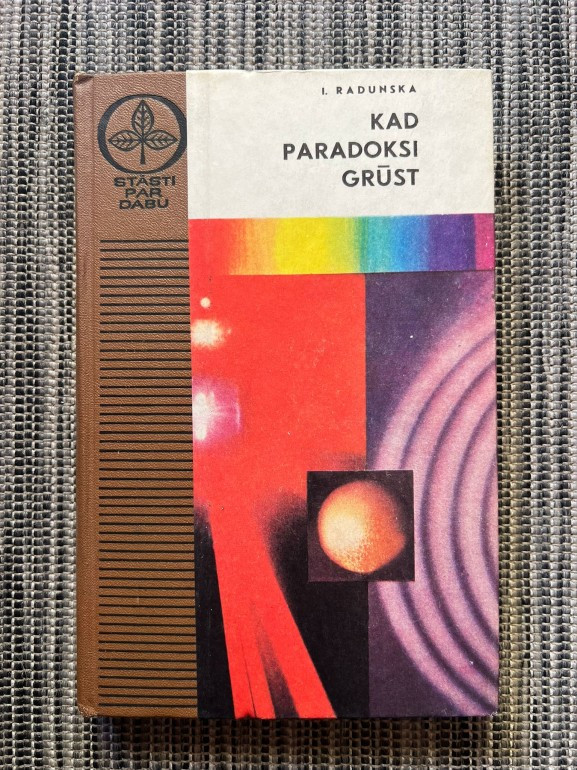 I. RADUNSKA
KAD
PARADOKSI
GRŪST
STĀSTI
PAR
DABU